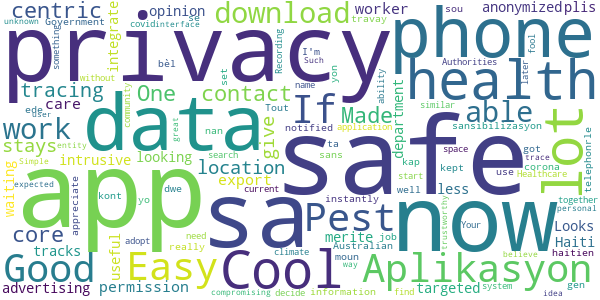 centric something opinion download worker sou anonymized plis
unknown Government covid interface se travay
privacy phone
bèl Recording I'm Such fool Authorities later
integrate
tracing One contact If Made health
care set yon name ability similar
ede user community Tout notified application department able
work data give safe lot
stays without great nan ta sansibilizasyon
intrusive looking sans kap space got corona
entity search instantly well kept use Healthcare trace telephonrie
waiting location start less together
Simple export current personal
app sa Pest now
expected kont yo dwe need merite job Your Looks
appreciate climate moun Australian trustworthy Haiti
core adopt really way believe haitien
tracks useful
Good Easy Cool Aplikasyon
advertising permission information targeted system gen
compromising decide find idea